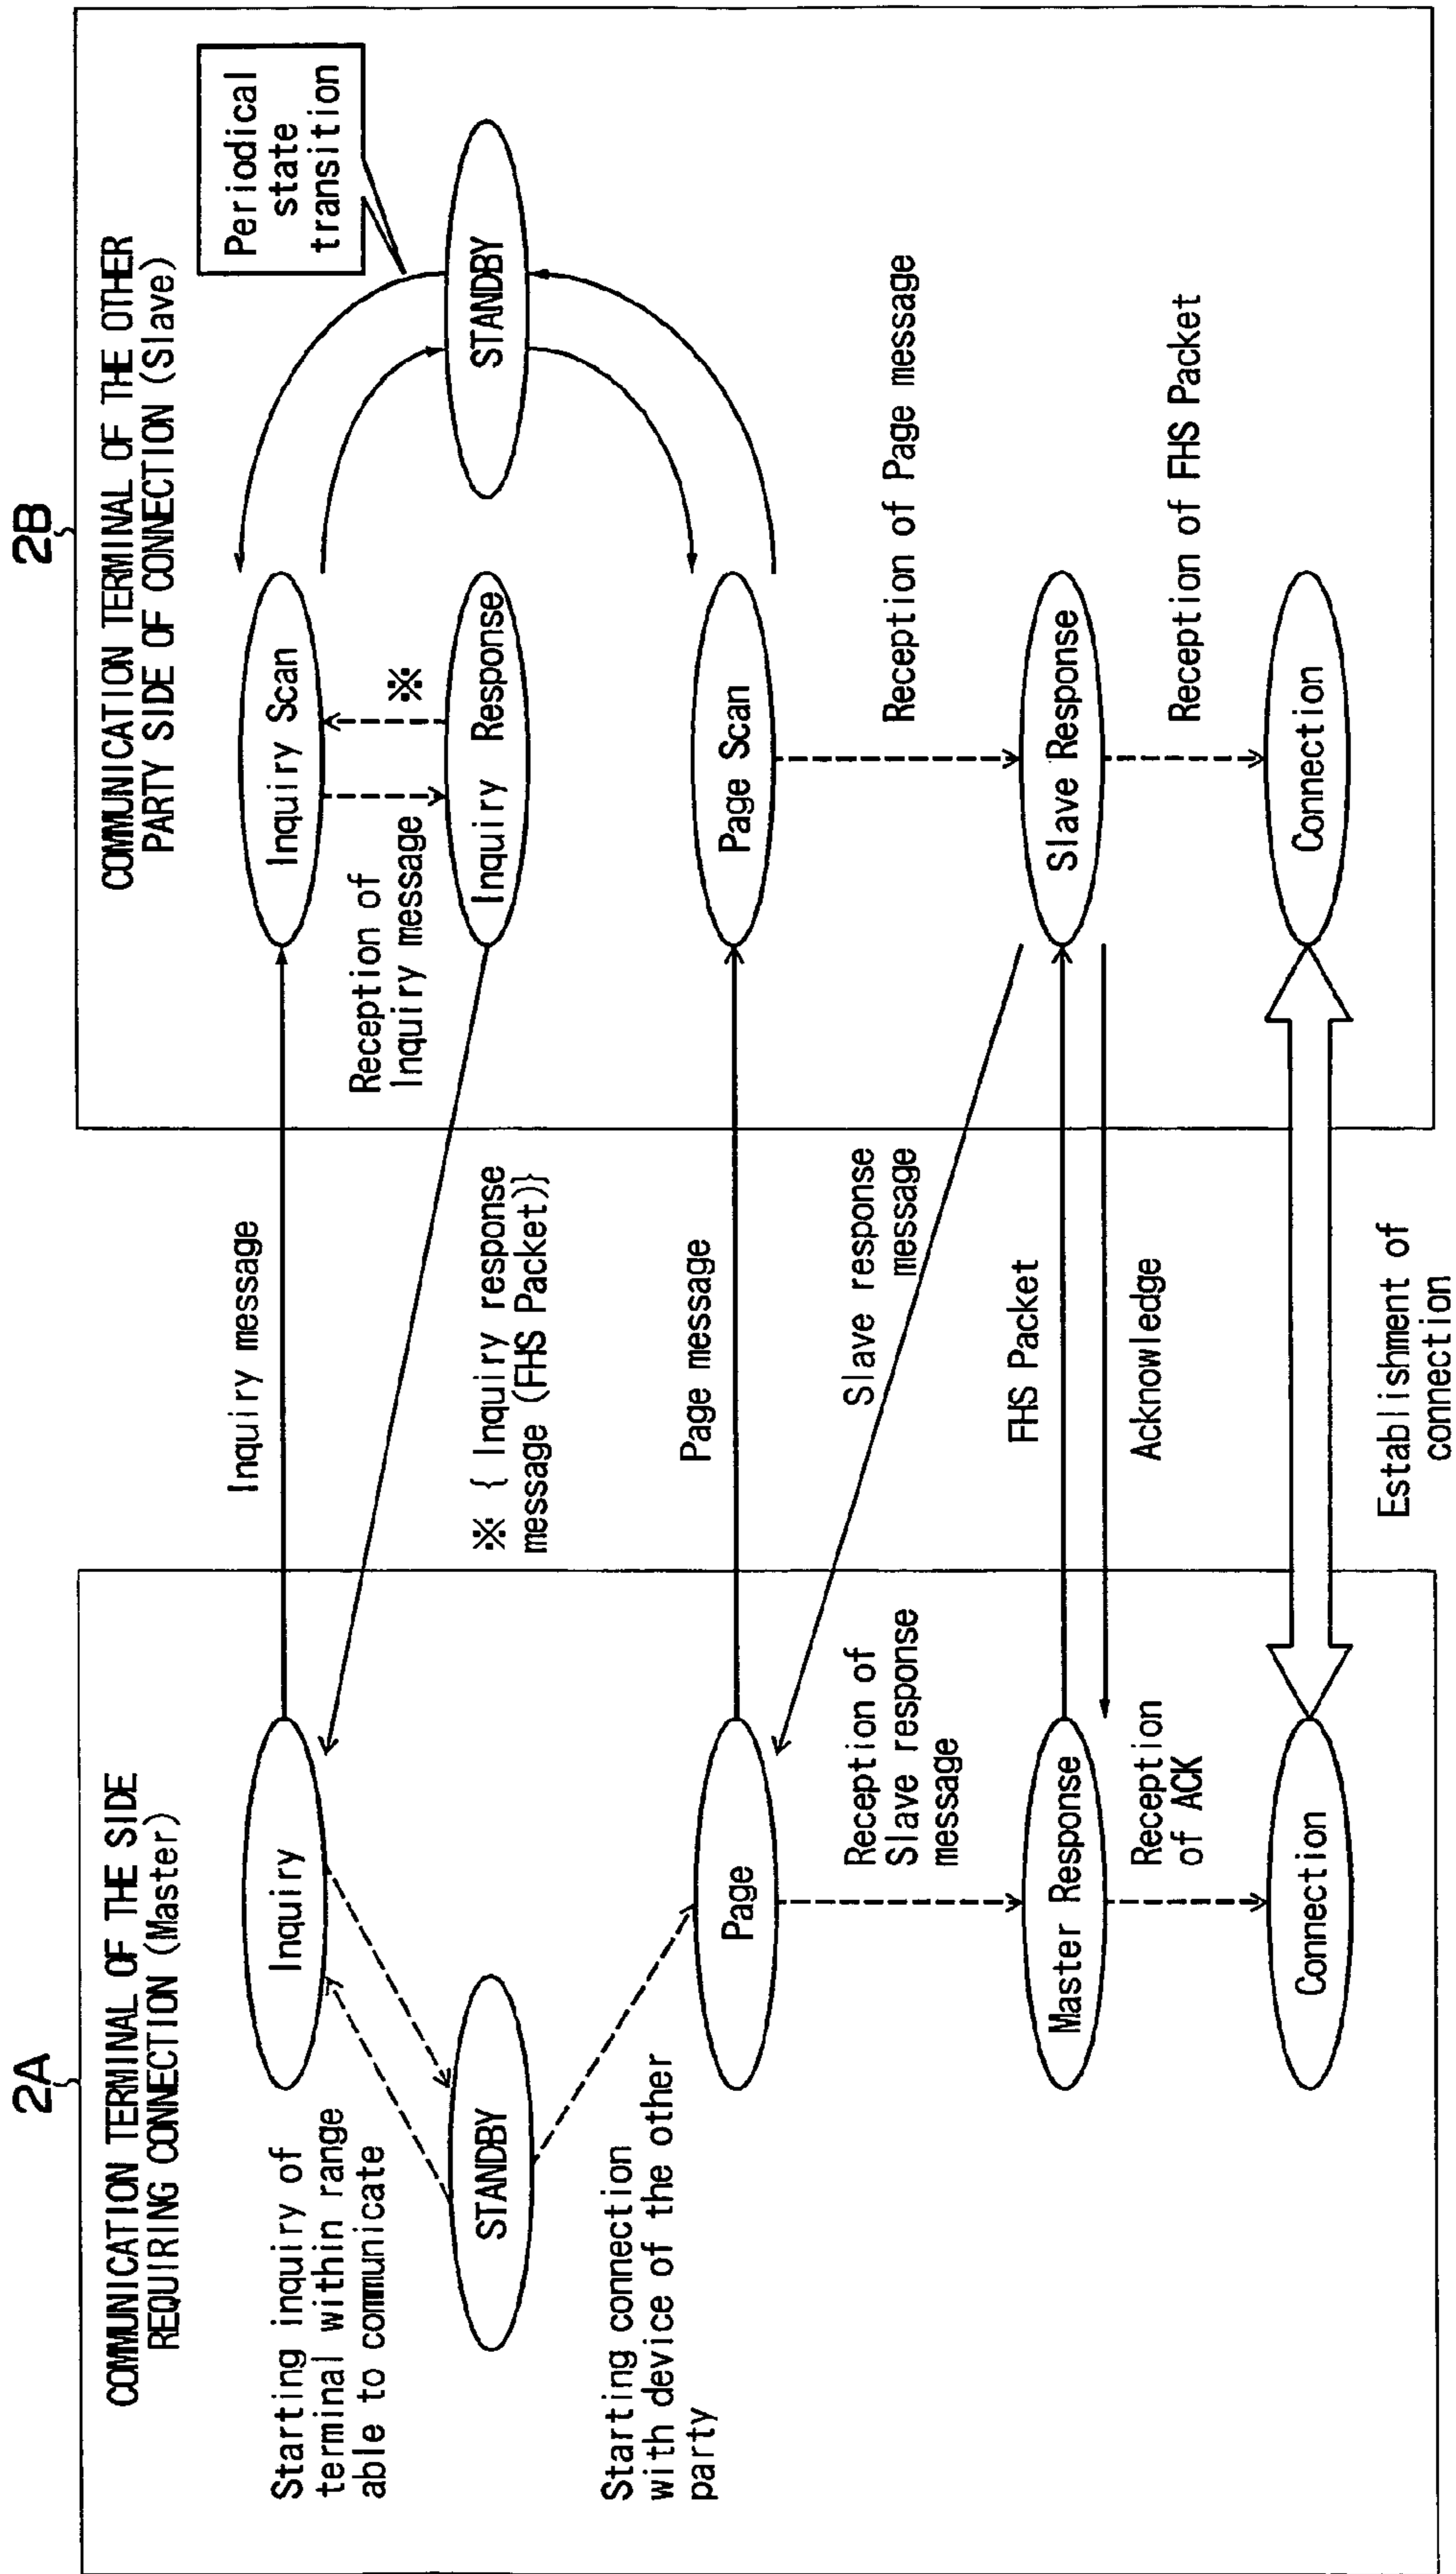 2A
COMMUNICATION TERMINAL OF THE SIDE
REQUIRING CONNECTION (Master)
Starting inquiry of
terminal within range
able to communicate
Inquiry
STANDBY
Starting connection
with device of the other
party
Page
Reception of
Slave response
message
Master Response
Reception
of ACK
Connection
Inquiry message
※ { Inquiry response
message (FHS Packet)}
Page message
Slave response
message
FHS Packet
Acknowledge
Establishment of
connection
2B
COMMUNICATION TERMINAL OF THE OTHER
PARTY SIDE OF CONNECTION (Slave)
Periodical
state
transition
Inquiry Scan
Reception of
Inquiry message
※
Inquiry Response
STANDBY
Page Scan
Reception of Page message
Slave Response
Reception of FHS Packet
Connection